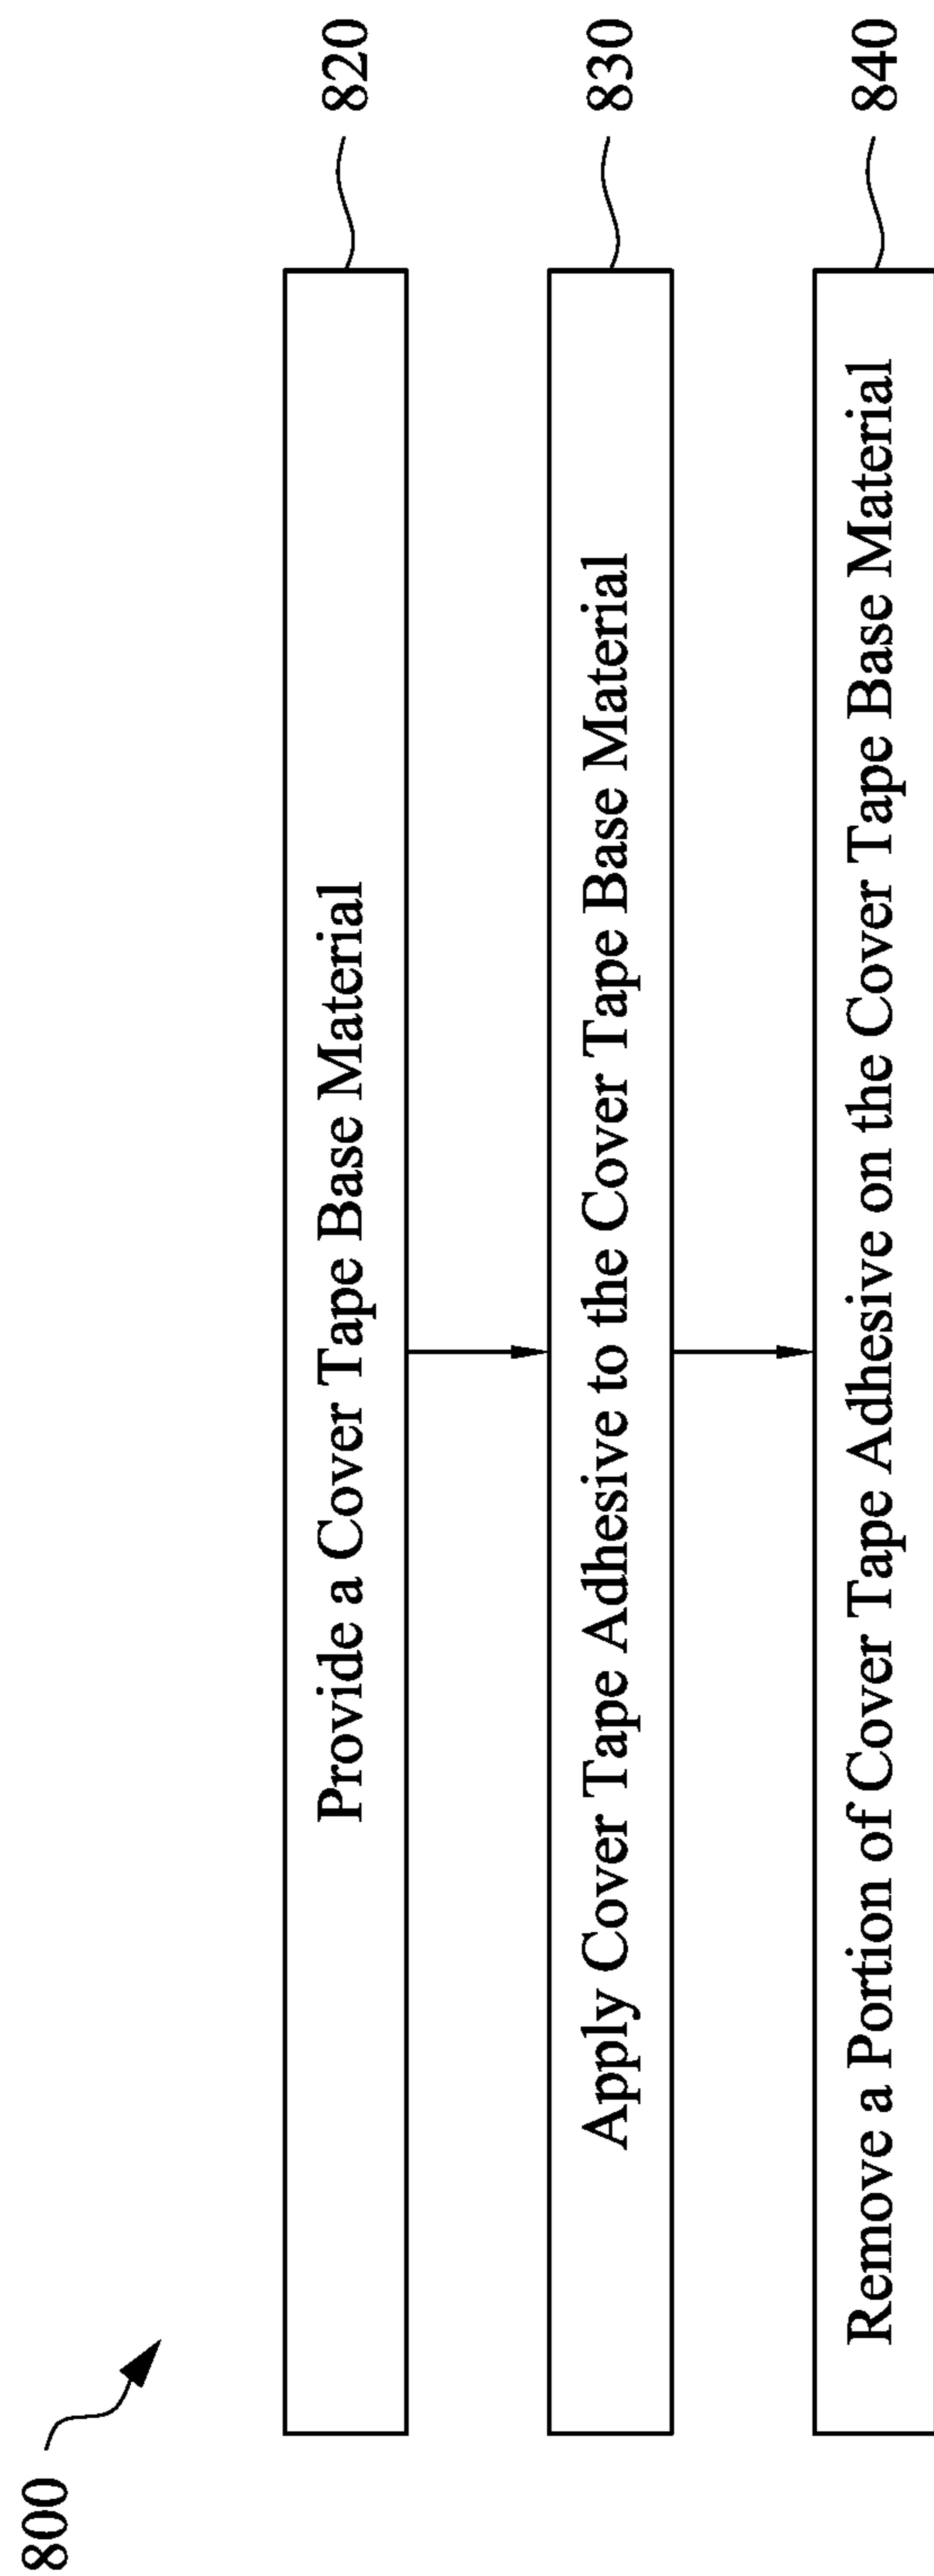 800
Provide a Cover Tape Base Material
820
Apply Cover Tape Adhesive to the Cover Tape Base Material
830
Remove a Portion of Cover Tape Adhesive on the Cover Tape Base Material
840